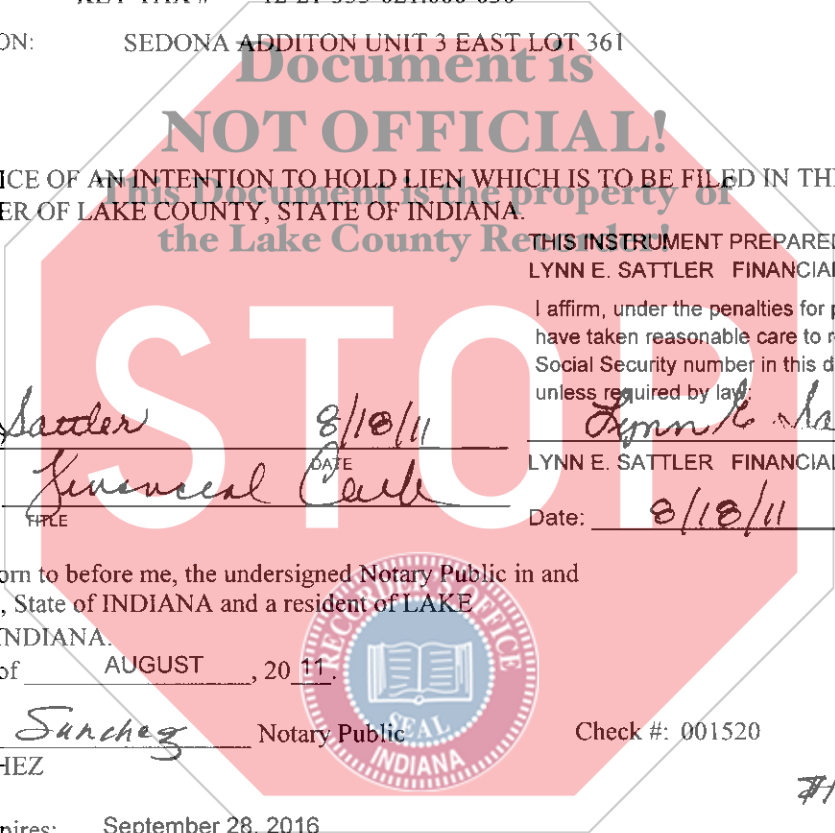 ON: SEDONA ADDITON UNIT 3 EAST LOT 361
Document is
NOT OFFICIAL!
ICE OF AN INTENTION TO HOLD LIEN WHICH IS TO BE FILED IN TH
This Document is the property of
ER OF LAKE COUNTY, STATE OF INDIANA.
the Lake County Recorder!
THIS INSTRUMENT PREPARED
LYNN E. SATTLER FINANCIAL
I affirm, under the penalties for p
have taken reasonable care to r
Social Security number in this d
unless required by law:
STOP
Sattler 8/18/11
Lynn E Sa
DATE
LYNN E. SATTLER FINANCIAL
Financial
TITLE
Date: 8/18/11
orn to before me, the undersigned Notary Public in and
, State of INDIANA and a resident of LAKE
INDIANA.
of AUGUST , 20 11.
RECORDER'S OFFICE
SEAL
INDIANA
Sanchez Notary Public Check #: 001520
HEZ
pires: September 28, 2016